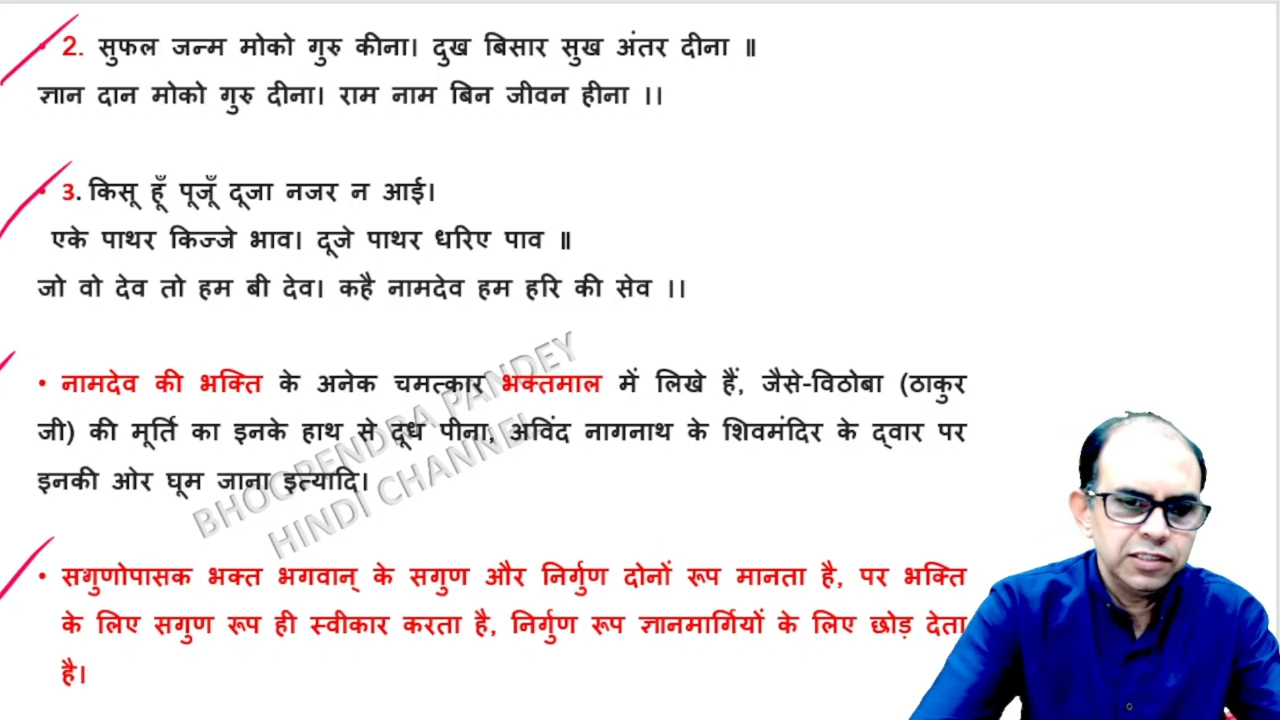 • 2. सुफल जन्म मोको गुरु कीना। दुख बिसार सुख अंतर दीना ॥
ज्ञान दान मोको गुरु दीना। राम नाम बिन जीवन हीना ।।
• 3. किसू हूँ पूजूँ दूजा नजर न आई।
एके पाथर किज्जे भाव। दूजे पाथर धरिए पाव ॥
जो वो देव तो हम बी देव। कहै नामदेव हम हरि की सेव ।।
• नामदेव की भक्ति के अनेक चमत्कार भक्तमाल में लिखे हैं, जैसे-विठोबा (ठाकुर
जी) की मूर्ति का इनके हाथ से दूध पीना, अविंद नागनाथ के शिवमंदिर के द्वार पर
इनकी ओर घूम जाना इत्यादि।
BHOOPENDRA PANDEY
HINDI CHANNEL
• सगुणोपासक भक्त भगवान् के सगुण और निर्गुण दोनों रूप मानता है, पर भक्ति
के लिए सगुण रूप ही स्वीकार करता है, निर्गुण रूप ज्ञानमार्गियों के लिए छोड़ देता
है।